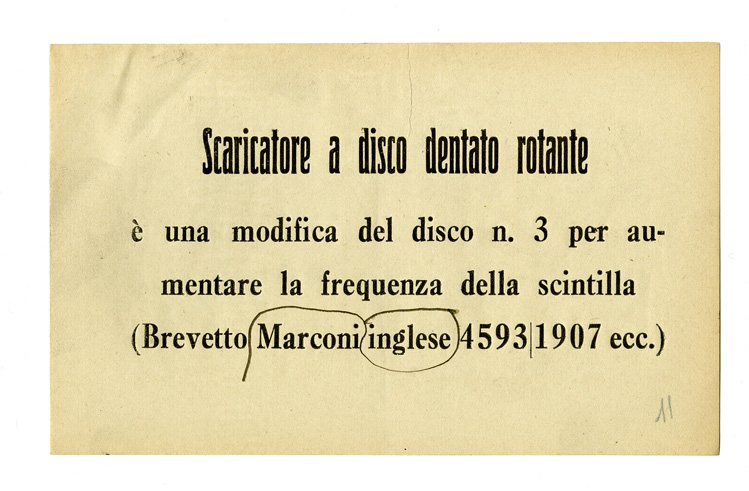 Scaricatore a disco dentato rotante
è una modifica del disco n. 3 per au-
mentare la frequenza della scintilla
(Brevetto Marconi inglese 4593|1907 ecc.)
11